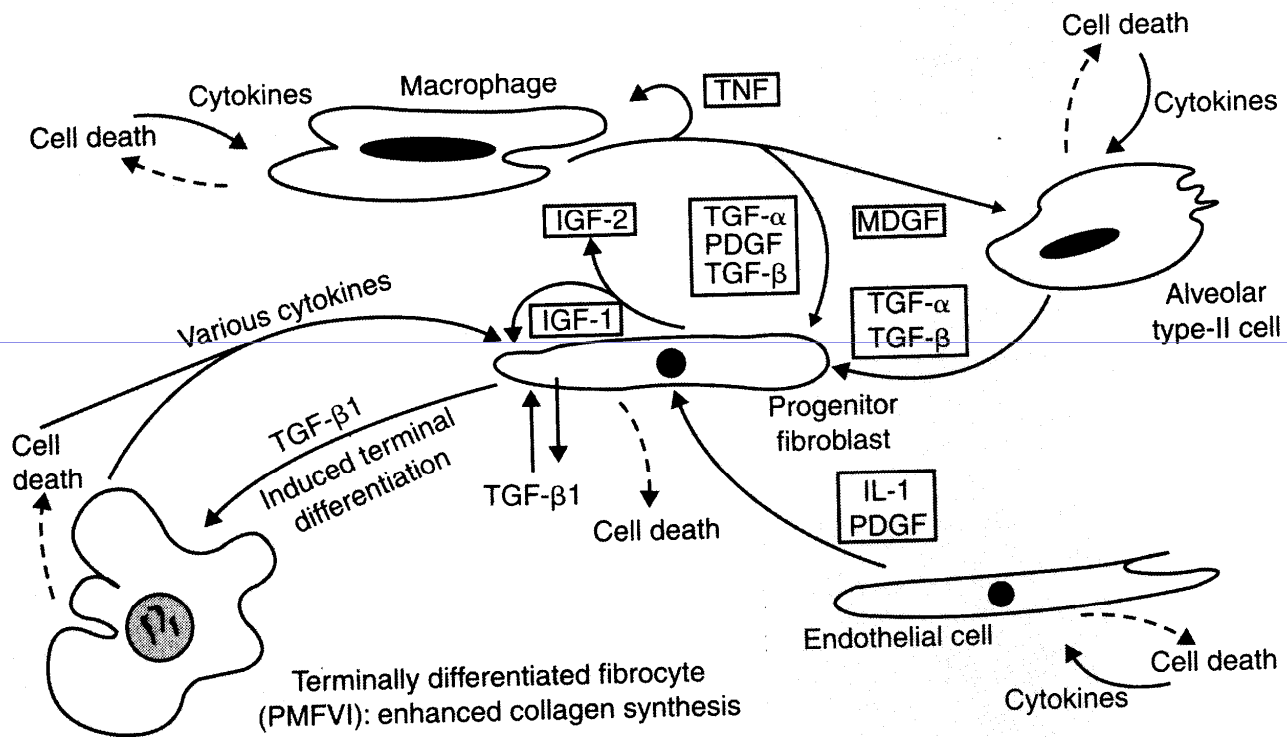 Cell death
Cytokines
Macrophage
TNF
Cytokines
Cell death
IGF-2
TGF-α
PDGF
TGF-β
MDGF
Various cytokines
IGF-1
TGF-α
TGF-β
Alveolar
type-II cell
Progenitor
fibroblast
TGF-β1
Induced terminal
differentiation
Cell
death
TGF-β1
Cell death
IL-1
PDGF
Endothelial cell
Cell death
Cytokines
Terminally differentiated fibrocyte
(PMFVI): enhanced collagen synthesis